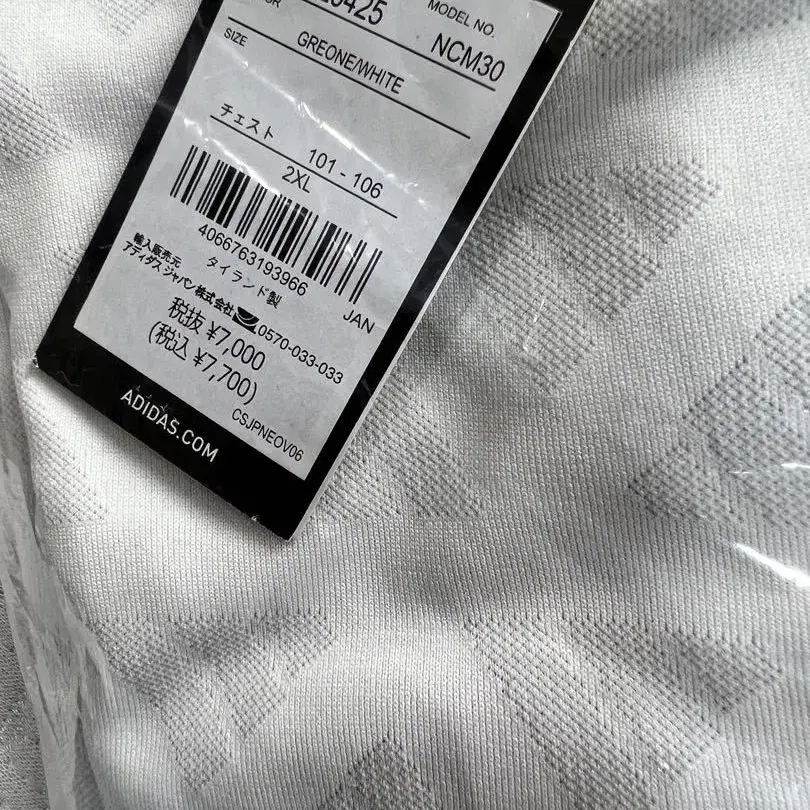 MODEL NO.
NCM30
SIZE
GREONE/WHITE
チェスト
101 - 106
2XL
4066763193966
JAN
タイランド製
輸入販売元
アディダス ジャパン株式会社
0570-033-033
税抜 ¥7,000
(税込 ¥7,700)
CSJPNEOV06
ADIDAS.COM